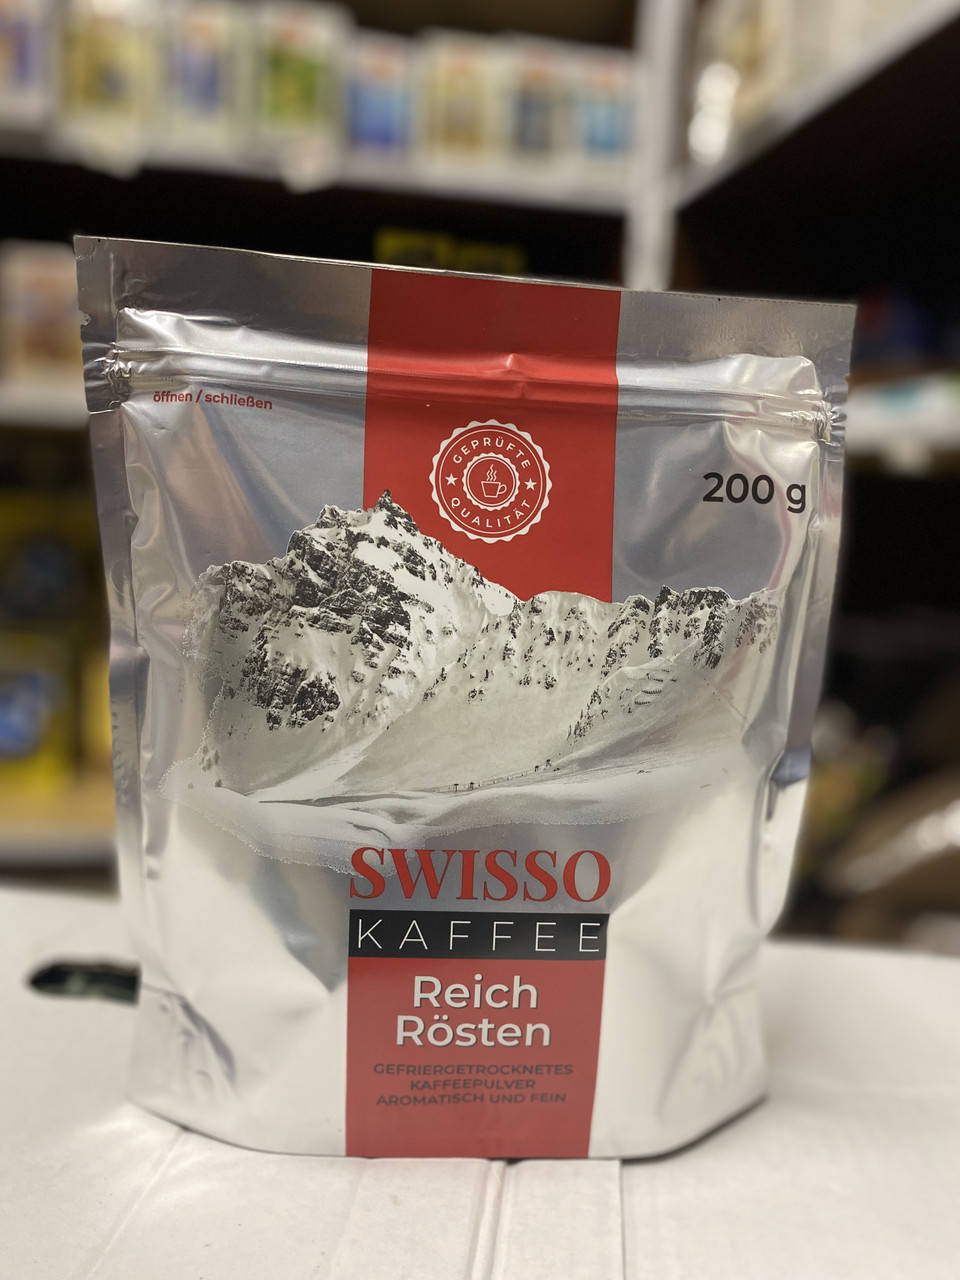 öffnen / schließen
GEPRÜFTE
QUALITÄT
200 g
SWISSO
KAFFEE
Reich
Rösten
GEFRIERGETROCKNETES
KAFFEEPULVER
AROMATISCH UND FEIN